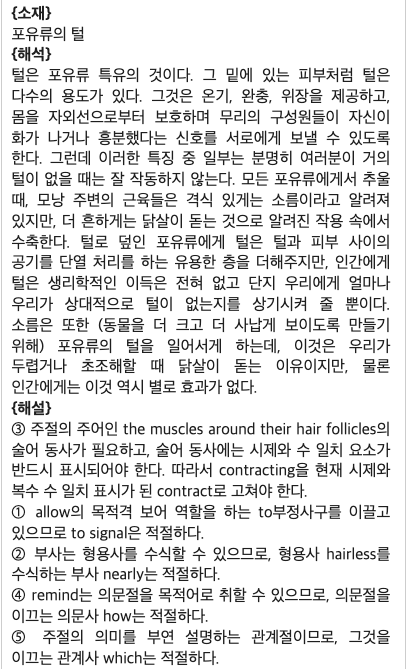 {소재}
포유류의 털
{해석}
털은 포유류 특유의 것이다. 그 밑에 있는 피부처럼 털은
다수의 용도가 있다. 그것은 온기, 완충, 위장을 제공하고,
몸을 자외선으로부터 보호하며 무리의 구성원들이 자신이
화가 나거나 흥분했다는 신호를 서로에게 보낼 수 있도록
한다. 그런데 이러한 특징 중 일부는 분명히 여러분이 거의
털이 없을 때는 잘 작동하지 않는다. 모든 포유류에게서 추울
때, 모낭 주변의 근육들은 격식 있게는 소름이라고 알려져
있지만, 더 흔하게는 닭살이 돋는 것으로 알려진 작용 속에서
수축한다. 털로 덮인 포유류에게 털은 털과 피부 사이의
공기를 단열 처리를 하는 유용한 층을 더해주지만, 인간에게
털은 생리학적인 이득은 전혀 없고 단지 우리에게 얼마나
우리가 상대적으로 털이 없는지를 상기시켜 줄 뿐이다.
소름은 또한 (동물을 더 크고 더 사납게 보이도록 만들기
위해) 포유류의 털을 일어서게 하는데, 이것은 우리가
두렵거나 초조해할 때 닭살이 돋는 이유이지만, 물론
인간에게는 이것 역시 별로 효과가 없다.
{해설}
③ 주절의 주어인 the muscles around their hair follicles의
술어 동사가 필요하고, 술어 동사에는 시제와 수 일치 요소가
반드시 표시되어야 한다. 따라서 contracting을 현재 시제와
복수 수 일치 표시가 된 contract로 고쳐야 한다.
① allow의 목적격 보어 역할을 하는 to부정사구를 이끌고
있으므로 to signal은 적절하다.
② 부사는 형용사를 수식할 수 있으므로, 형용사 hairless를
수식하는 부사 nearly는 적절하다.
④ remind는 의문절을 목적어로 취할 수 있으므로, 의문절을
이끄는 의문사 how는 적절하다.
⑤ 주절의 의미를 부연 설명하는 관계절이므로, 그것을
이끄는 관계사 which는 적절하다.